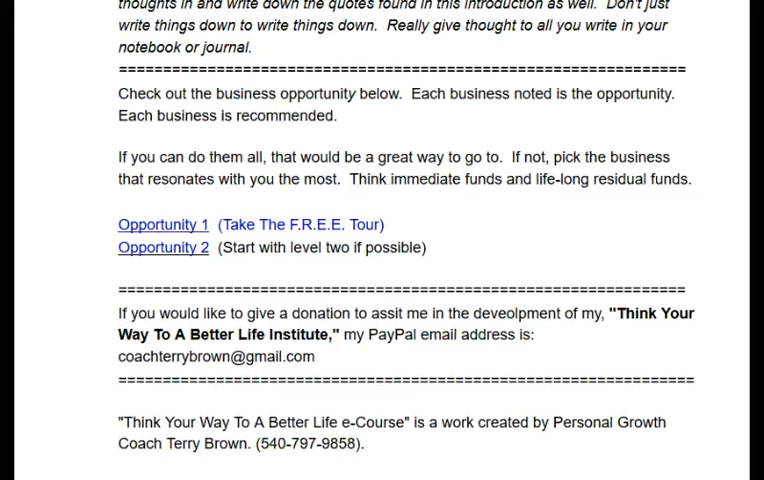 thoughts in and write down the quotes found in this introduction as well.  Don't just
write things down to write things down.  Really give thought to all you write in your
notebook or journal.
================================================================
Check out the business opportunity below.  Each business noted is the opportunity.
Each business is recommended.
If you can do them all, that would be a great way to go to.  If not, pick the business
that resonates with you the most.  Think immediate funds and life-long residual funds.
Opportunity 1  (Take The F.R.E.E. Tour)
Opportunity 2  (Start with level two if possible)
================================================================
If you would like to give a donation to assit me in the deveolpment of my, "Think Your
Way To A Better Life Institute," my PayPal email address is:
coachterrybrown@gmail.com
=================================================================
"Think Your Way To A Better Life e-Course" is a work created by Personal Growth
Coach Terry Brown. (540-797-9858).